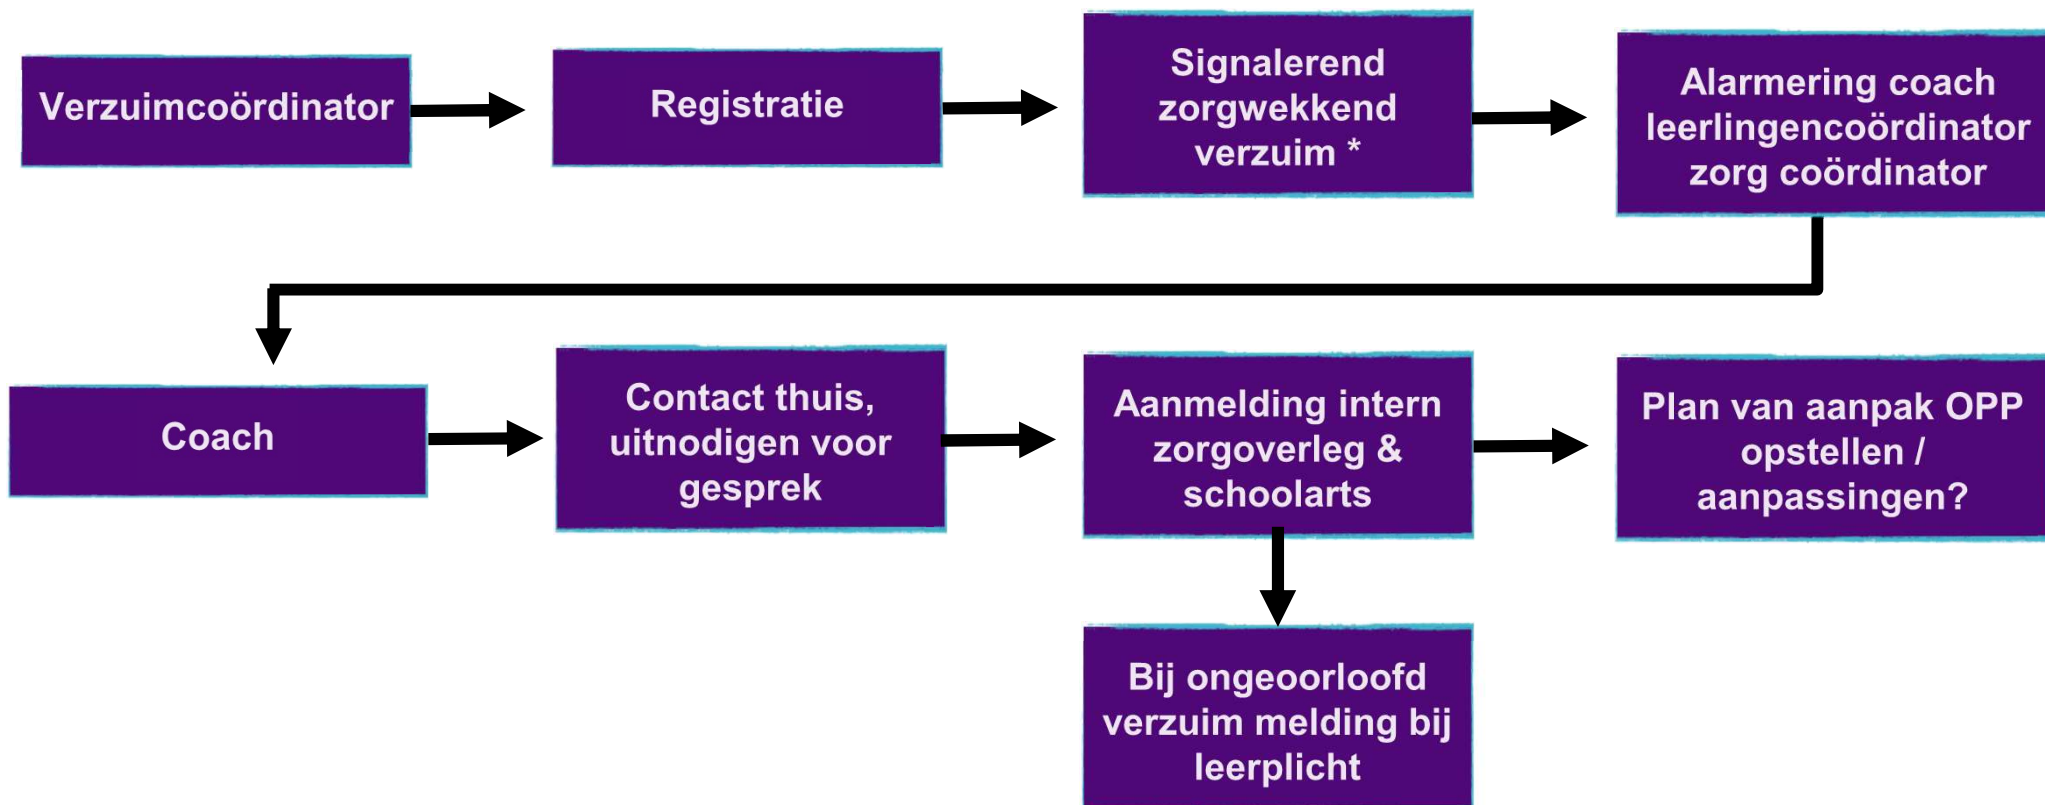 Verzuimcoördinator
Registratie
Signalerend
zorgwekkend
verzuim *
Alarmering coach
leerlingencoördinator
zorg coördinator
Coach
Contact thuis,
uitnodigen voor
gesprek
Aanmelding intern
zorgoverleg &
schoolarts
Plan van aanpak OPP
opstellen /
aanpassingen?
Bij ongeoorloofd
verzuim melding bij
leerplicht